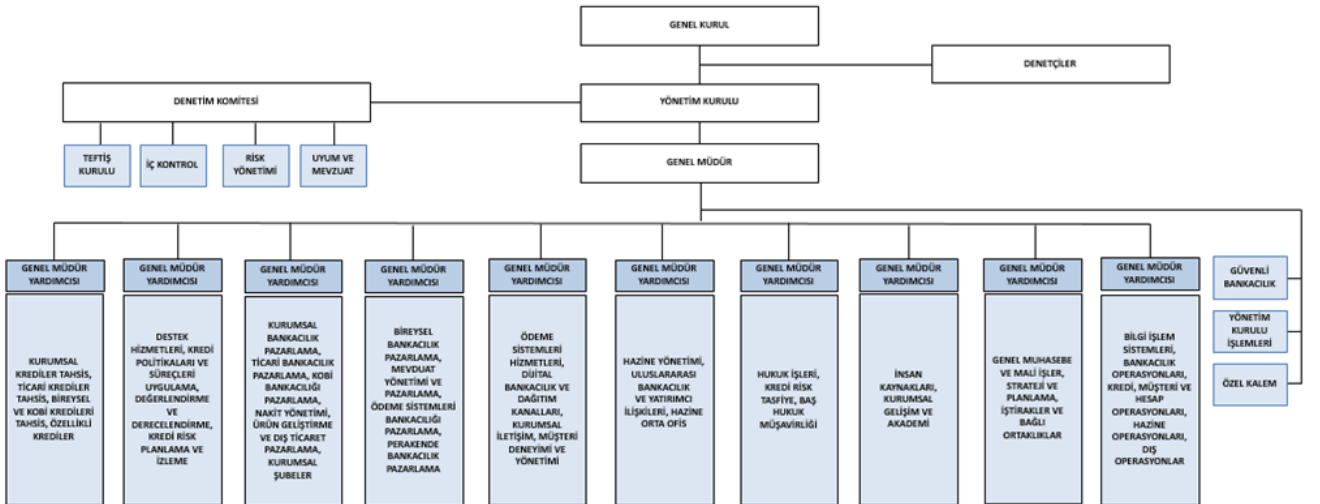 GENEL KURUL
DENETÇİLER
DENETİM KOMİTESİ
YÖNETİM KURULU
TEFTİŞ
KURULU
İÇ KONTROL
RİSK
YÖNETİMİ
UYUM VE
MEVZUAT
GENEL MÜDÜR
GENEL MÜDÜR
YARDIMCISI
KURUMSAL
KREDİLER TAHSİS,
TİCARİ KREDİLER
TAHSİS, BİREYSEL
VE KOBİ KREDİLERİ
TAHSİS, ÖZELLİKLİ
KREDİLER
GENEL MÜDÜR
YARDIMCISI
DESTEK
HİZMETLERİ, KREDİ
POLİTİKALARI VE
SÜREÇLERİ
UYGULAMA,
DEĞERLENDİRME
VE
DERECELENDİRME,
KREDİ RİSK
PLANLAMA VE
İZLEME
GENEL MÜDÜR
YARDIMCISI
KURUMSAL
BANKACILIK
PAZARLAMA,
TİCARİ BANKACILIK
PAZARLAMA, KOBİ
BANKACILIĞI
PAZARLAMA,
NAKİT YÖNETİMİ,
ÜRÜN GELİŞTİRME
VE DIŞ TİCARET
PAZARLAMA,
KURUMSAL
ŞUBELER
GENEL MÜDÜR
YARDIMCISI
BİREYSEL
BANKACILIK
PAZARLAMA,
MEVDUAT
YÖNETİMİ VE
PAZARLAMA,
ÖDEME SİSTEMLERİ
BANKACILIĞI
PAZARLAMA,
PERAKENDE
BANKACILIK
PAZARLAMA
GENEL MÜDÜR
YARDIMCISI
ÖDEME
SİSTEMLERİ
HİZMETLERİ,
DİJİTAL
BANKACILIK VE
DAĞITIM
KANALLARI,
KURUMSAL
İLETİŞİM, MÜŞTERİ
DENEYİMİ VE
YÖNETİMİ
GENEL MÜDÜR
YARDIMCISI
HAZİNE YÖNETİMİ,
ULUSLARARASI
BANKACILIK
VE YATIRIMCI
İLİŞKİLERİ, HAZİNE
ORTA OFİS
GENEL MÜDÜR
YARDIMCISI
HUKUK İŞLERİ,
KREDİ RİSK
TASFİYE, BAŞ
HUKUK
MÜŞAVİRLİĞİ
GENEL MÜDÜR
YARDIMCISI
İNSAN
KAYNAKLARI,
KURUMSAL
GELİŞİM VE
AKADEMİ
GENEL MÜDÜR
YARDIMCISI
GENEL MUHASEBE
VE MALİ İŞLER,
STRATEJİ VE
PLANLAMA,
İŞTİRAKLER VE
BAĞLI
ORTAKLIKLAR
GENEL MÜDÜR
YARDIMCISI
BİLGİ İŞLEM
SİSTEMLERİ,
BANKACILIK
OPERASYONLARI,
KREDİ, MÜŞTERİ VE
HESAP
OPERASYONLARI,
HAZİNE
OPERASYONLARI,
DIŞ
OPERASYONLAR
GÜVENLİ
BANKACILIK
YÖNETİM
KURULU
İŞLEMLERİ
ÖZEL KALEM